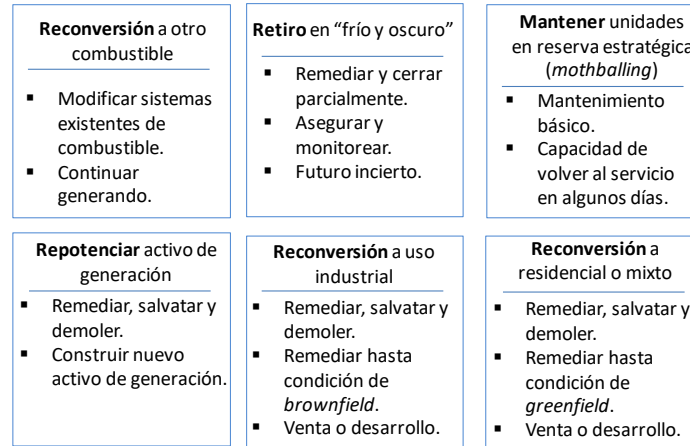 Reconversión a otro
combustible
▪ Modificar sistemas
existentes de
combustible.
▪ Continuar
generando.
Retiro en “frío y oscuro”
▪ Remediar y cerrar
parcialmente.
▪ Asegurar y
monitorear.
▪ Futuro incierto.
Mantener unidades
en reserva estratégica
(mothballing)
▪ Mantenimiento
básico.
▪ Capacidad de
volver al servicio
en algunos días.
Repotenciar activo de
generación
▪ Remediar, salvatar y
demoler.
▪ Construir nuevo
activo de generación.
Reconversión a uso
industrial
▪ Remediar, salvatar y
demoler.
▪ Remediar hasta
condición de
brownfield.
▪ Venta o desarrollo.
Reconversión a
residencial o mixto
▪ Remediar, salvatar y
demoler.
▪ Remediar hasta
condición de
greenfield.
▪ Venta o desarrollo.